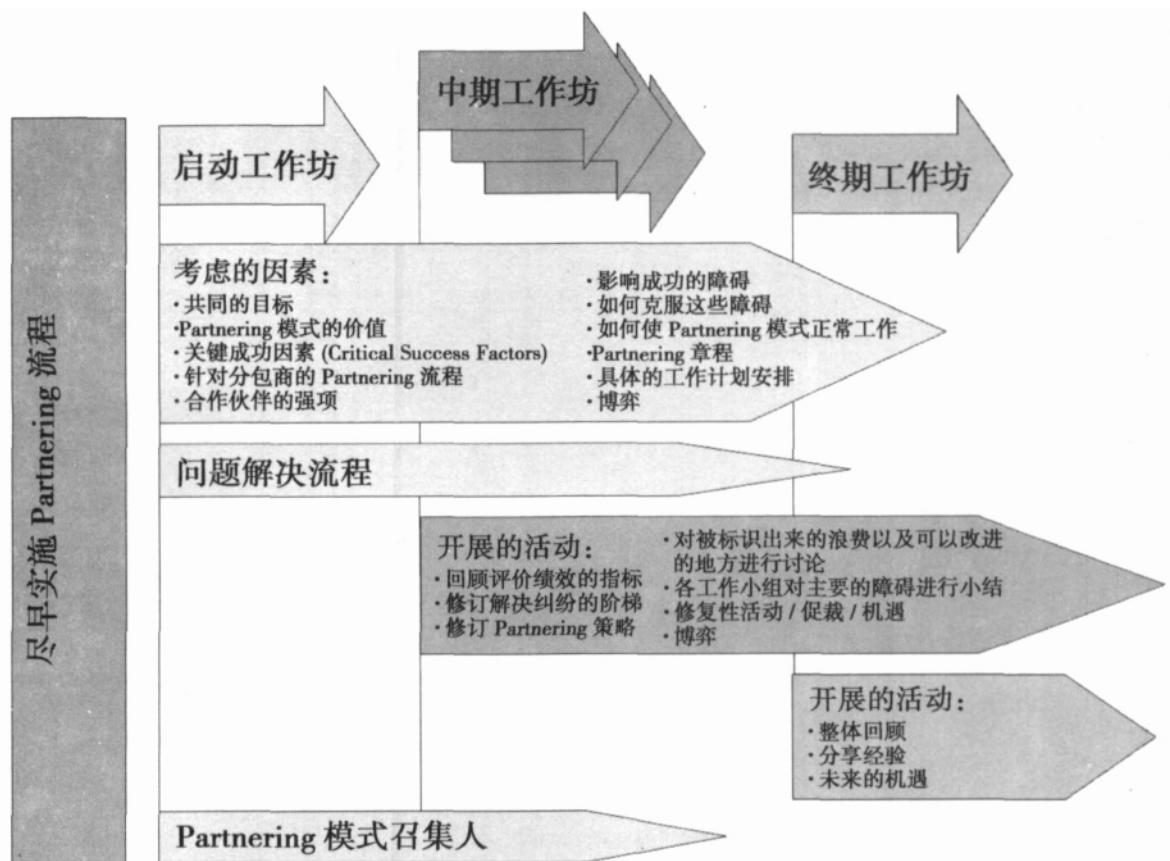 尽早实施 Partnering 流程
启动工作坊
中期工作坊
终期工作坊
考虑的因素：
·共同的目标
·Partnering 模式的价值
·关键成功因素 (Critical Success Factors)
·针对分包商的 Partnering 流程
·合作伙伴的强项
·影响成功的障碍
·如何克服这些障碍
·如何使 Partnering 模式正常工作
·Partnering 章程
·具体的工作计划安排
·博弈
问题解决流程
开展的活动：
·回顾评价绩效的指标
·修订解决纠纷的阶梯
·修订 Partnering 策略
·对被标识出来的浪费以及可以改进
的地方进行讨论
·各工作小组对主要的障碍进行小结
·修复性活动 / 促裁 / 机遇
·博弈
开展的活动：
·整体回顾
·分享经验
·未来的机遇
Partnering 模式召集人